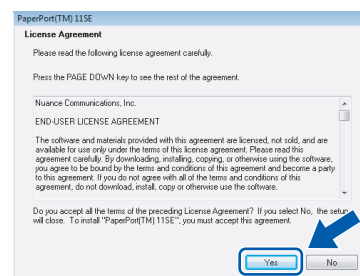 PaperPort(TM) 11SE
License Agreement
Please read the following license agreement carefully.
Press the PAGE DOWN key to see the rest of the agreement.
Nuance Communications, Inc.
END-USER LICENSE AGREEMENT
The software and materials provided with this agreement are licensed, not sold, and are
available for use only under the terms of this license agreement. Please read this
agreement carefully. By downloading, installing, copying, or otherwise using the software,
you agree to be bound by the terms and conditions of this agreement and become a party
to this agreement. If you do not agree with all of the terms and conditions of this
agreement, do not download, install, copy or otherwise use the software.
Do you accept all the terms of the preceding License Agreement? If you select No, the setup
will close. To install "PaperPort(TM) 11SE", you must accept this agreement.
Yes
No